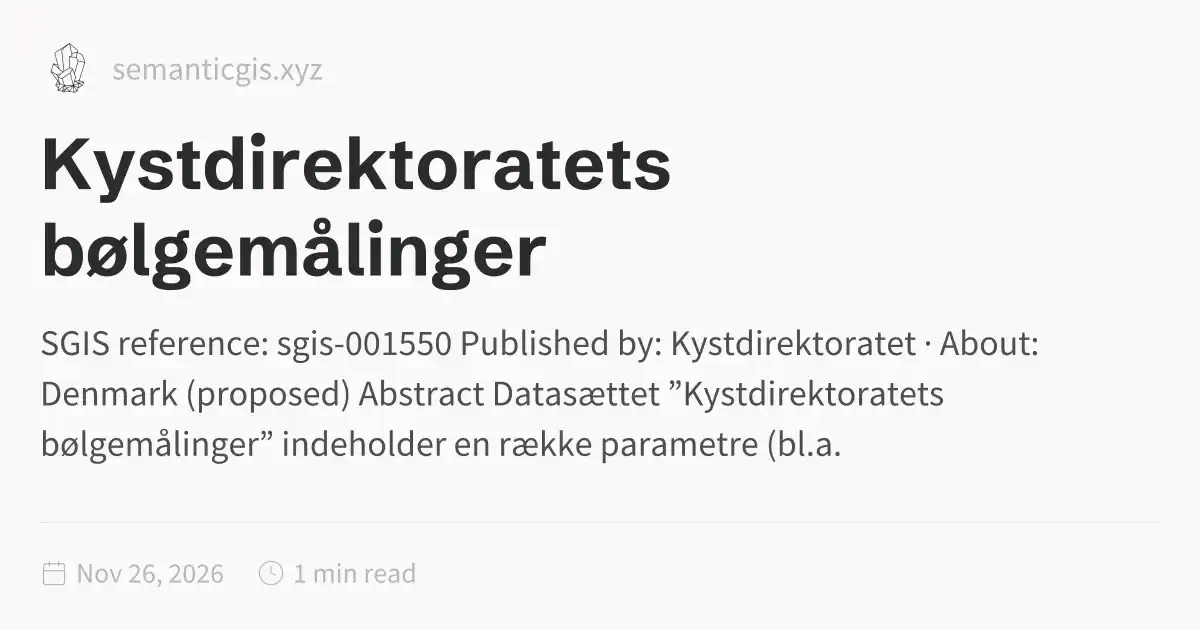 semanticgis.xyz
Kystdirektoratets
bølgemålinger
SGIS reference: sgis-001550 Published by: Kystdirektoratet · About:
Denmark (proposed) Abstract Datasættet ”Kystdirektoratets
bølgemålinger” indeholder en række parametre (bl.a.
Nov 26, 2026 1 min read